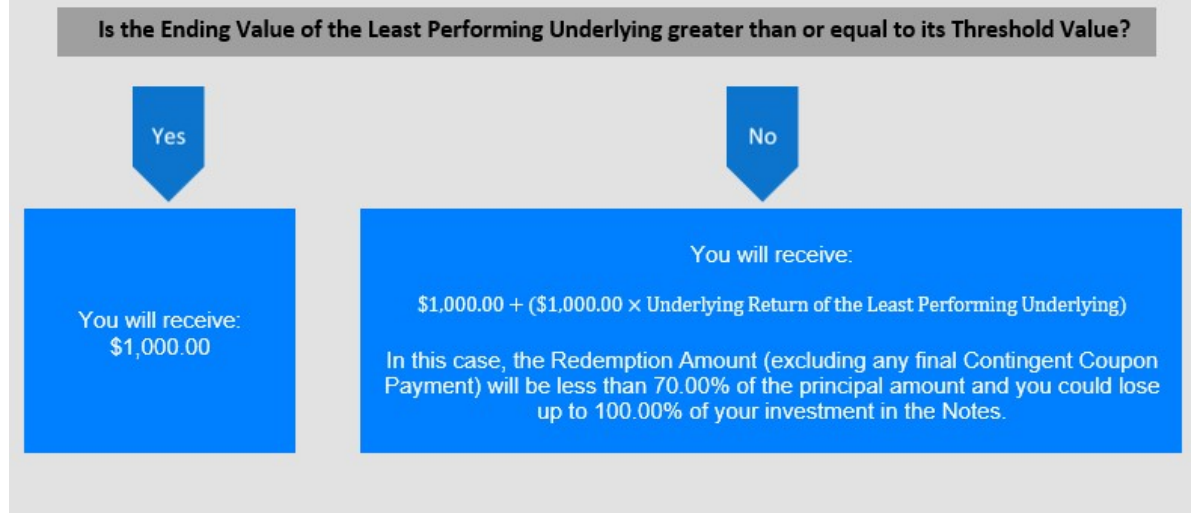 Is the Ending Value of the Least Performing Underlying greater than or equal to its Threshold Value?
Yes
No
You will receive:
$1,000.00
You will receive:
$1,000.00 + ($1,000.00 × Underlying Return of the Least Performing Underlying)
In this case, the Redemption Amount (excluding any final Contingent Coupon
Payment) will be less than 70.00% of the principal amount and you could lose
up to 100.00% of your investment in the Notes.